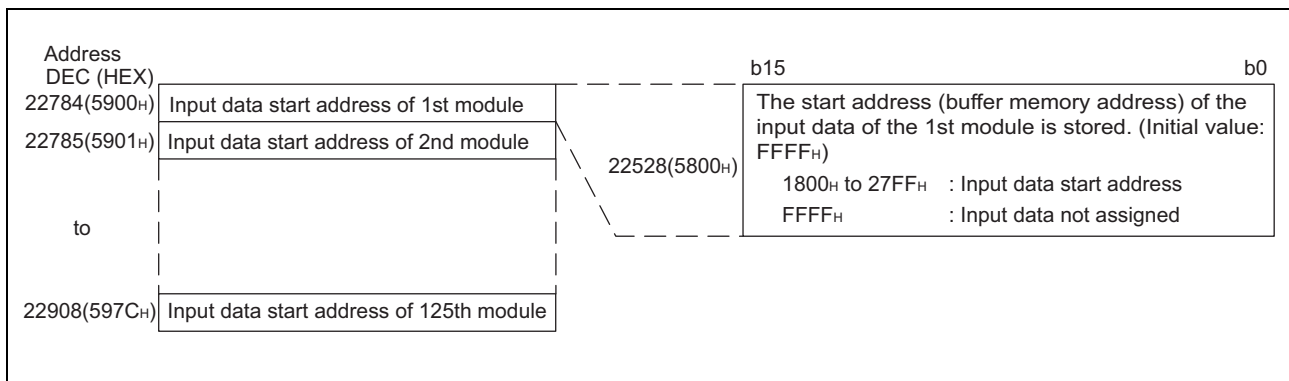 Address
DEC (HEX)
22784(5900H) Input data start address of 1st module
22785(5901H) Input data start address of 2nd module
to
22908(597CH) Input data start address of 125th module
22528(5800H)
b15 b0
The start address (buffer memory address) of the
input data of the 1st module is stored. (Initial value:
FFFFH)
1800H to 27FFH : Input data start address
FFFFH : Input data not assigned